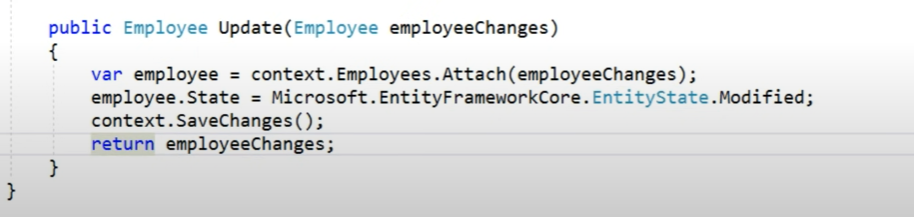 public Employee Update(Employee employeeChanges)
{
var employee = context.Employees.Attach(employeeChanges);
employee.State = Microsoft.EntityFrameworkCore.EntityState.Modified;
context.SaveChanges();
return employeeChanges;
}
}